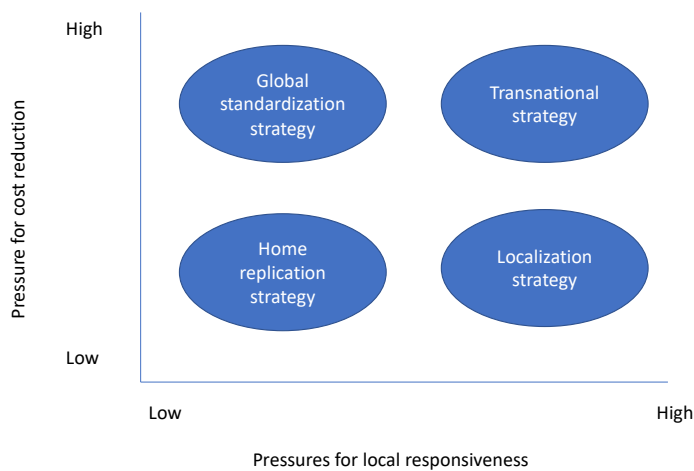 High
Pressure for cost reduction
Low
Global
standardization
strategy
Transnational
strategy
Home
replication
strategy
Localization
strategy
Low
High
Pressures for local responsiveness